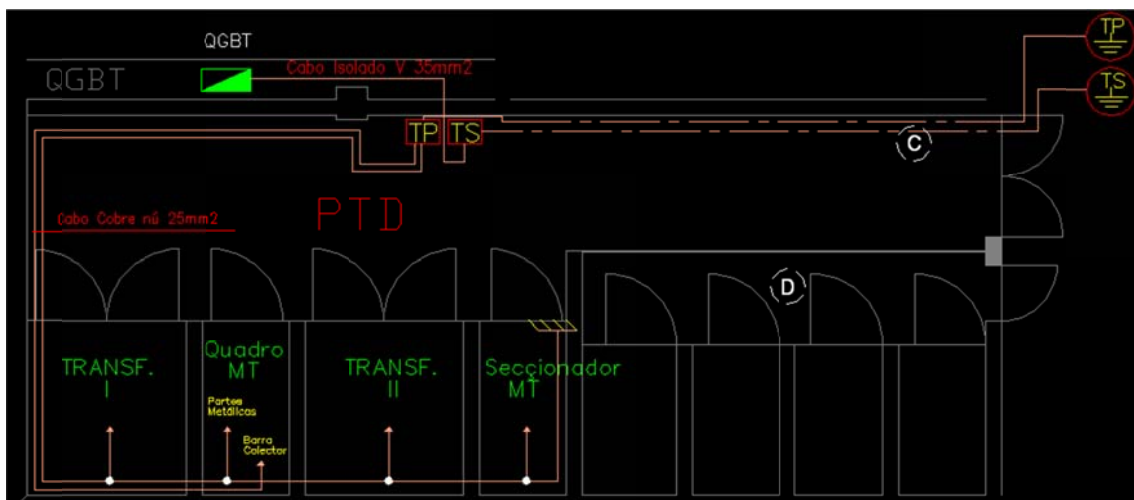 QGBT
QGBT
Cabo Isolado V 35mm2
TP
TS
TP
TS
C
Cabo Cobre nú 25mm2
PTD
D
TRANSF.
I
Quadro
MT
TRANSF.
II
Seccionador
MT
Partes
Metálicas
Barra
Colector